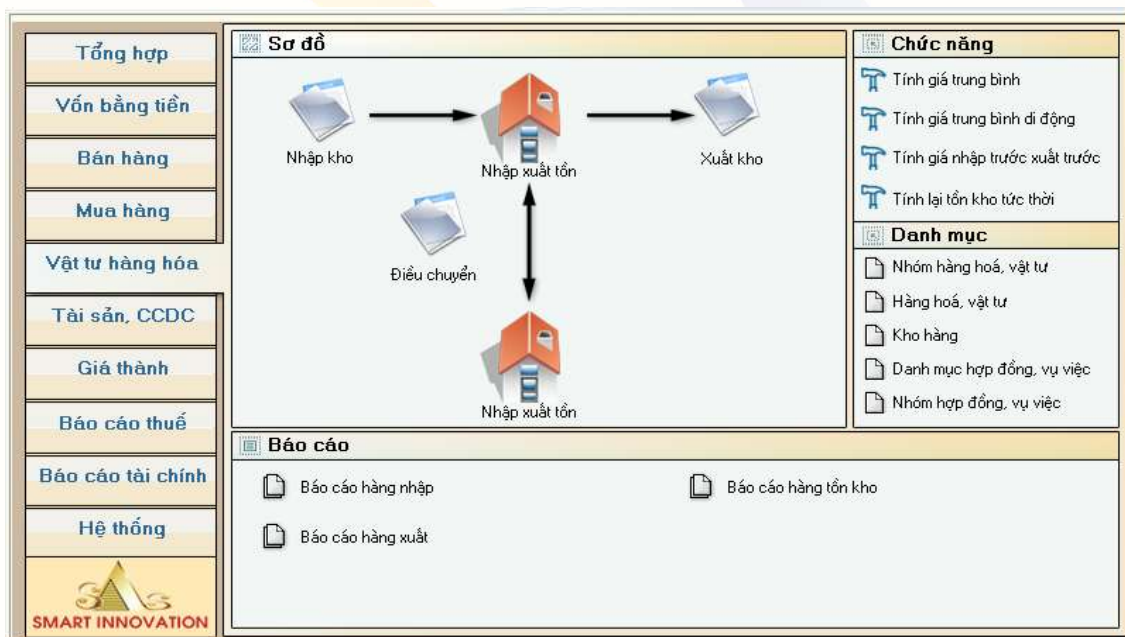 Tổng hợp
Vốn bằng tiền
Bán hàng
Mua hàng
Vật tư hàng hóa
Tài sản, CCDC
Giá thành
Báo cáo thuế
Báo cáo tài chính
Hệ thống
SAS
SMART INNOVATION
Sơ đồ
Nhập kho
Nhập xuất tồn
Xuất kho
Điều chuyển
Nhập xuất tồn
Chức năng
Tính giá trung bình
Tính giá trung bình di động
Tính giá nhập trước xuất trước
Tính lại tồn kho tức thời
Danh mục
Nhóm hàng hoá, vật tư
Hàng hoá, vật tư
Kho hàng
Danh mục hợp đồng, vụ việc
Nhóm hợp đồng, vụ việc
Báo cáo
Báo cáo hàng nhập
Báo cáo hàng tồn kho
Báo cáo hàng xuất